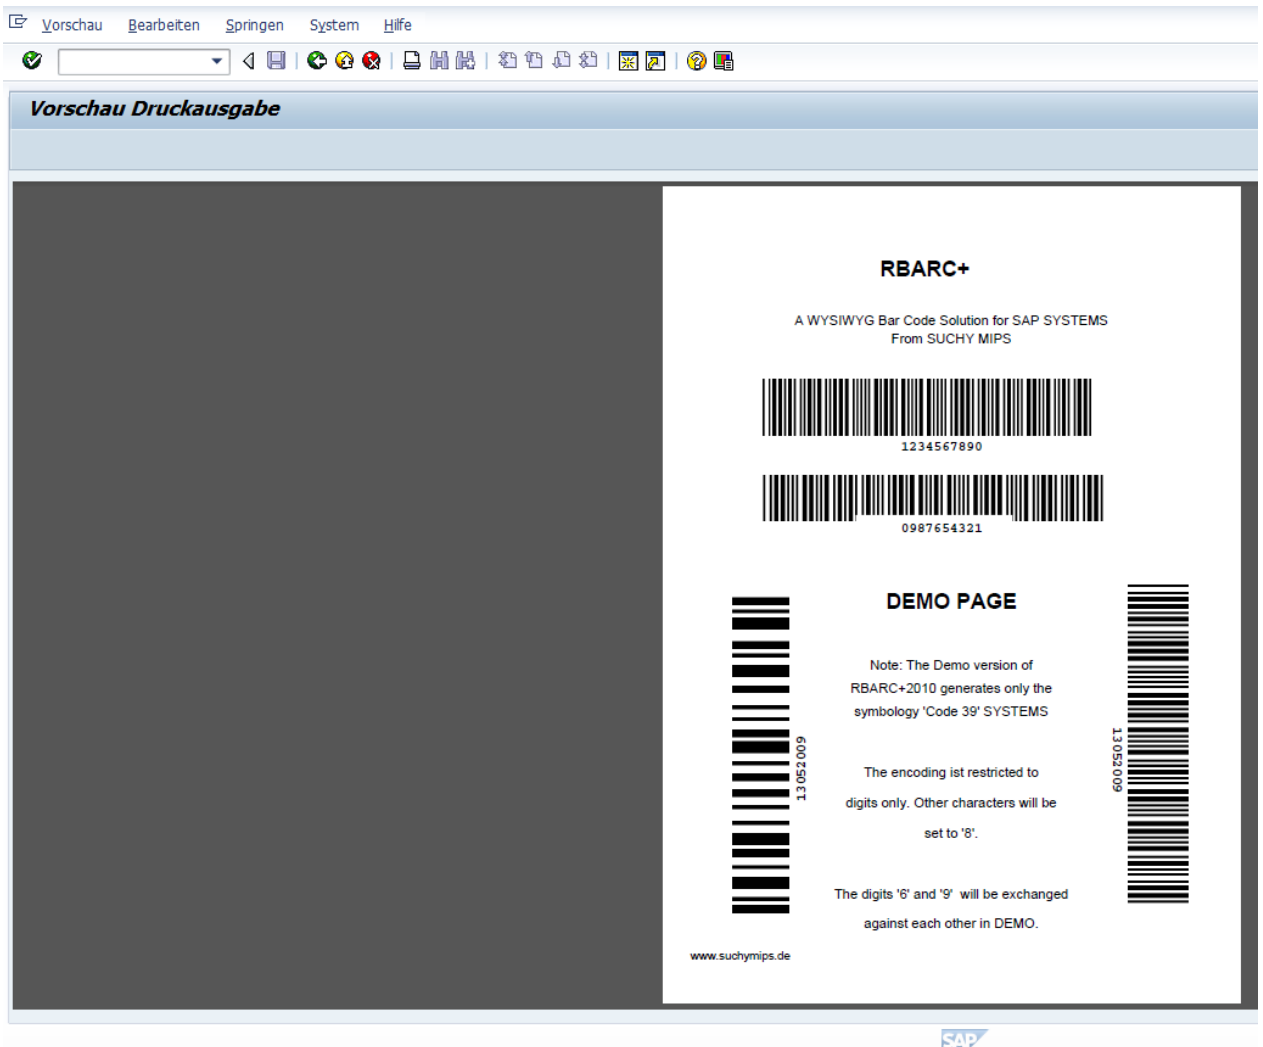 Vorschau Bearbeiten Springen System Hilfe
Vorschau Druckausgabe
RBARC+
A WYSIWYG Bar Code Solution for SAP SYSTEMS
From SUCHY MIPS
1234567890
0987654321
DEMO PAGE
Note: The Demo version of
RBARC+2010 generates only the
symbology 'Code 39' SYSTEMS
13052009
13052009
The encoding ist restricted to
digits only. Other characters will be
set to '8'.
The digits '6' and '9' will be exchanged
against each other in DEMO.
www.suchymips.de
SAP